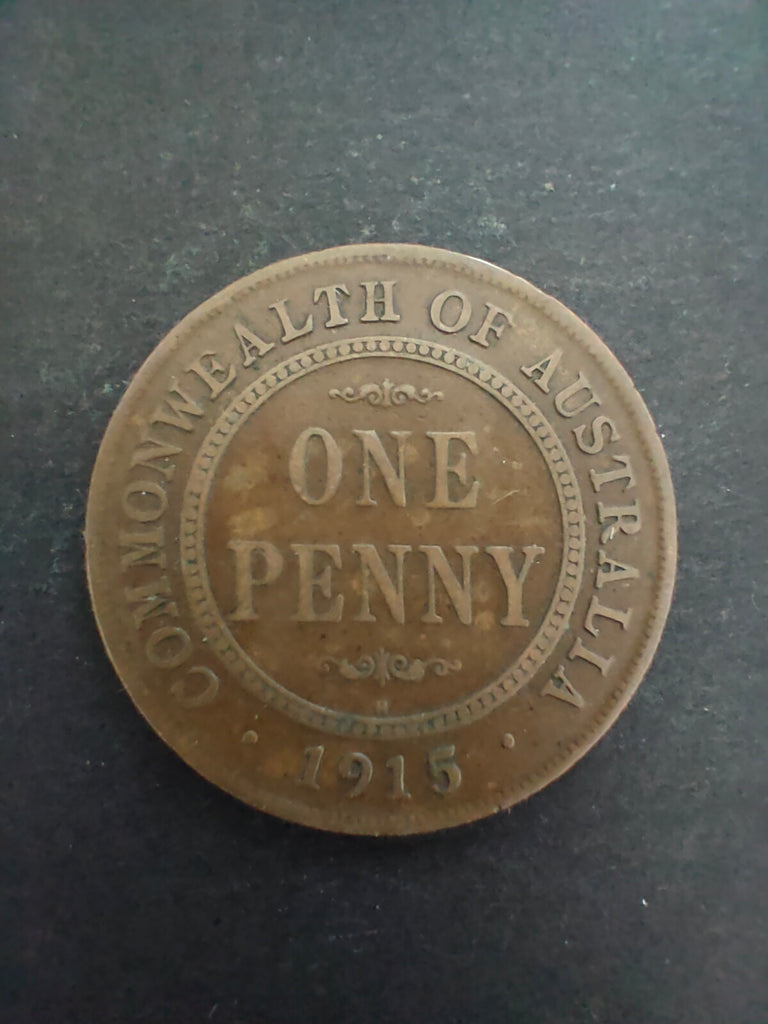 COMMONWEALTH OF AUSTRALIA
ONE
PENNY
H
1915